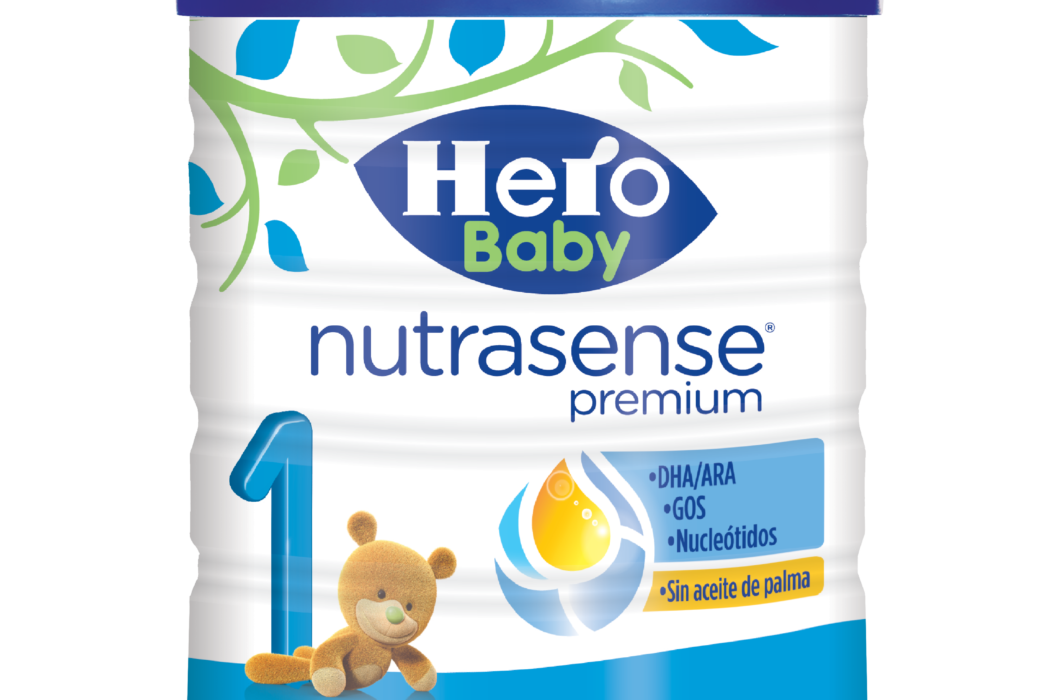 Hero
Baby
nutrasense®
premium
1
•DHA/ARA
•GOS
•Nucleótidos
•Sin aceite de palma